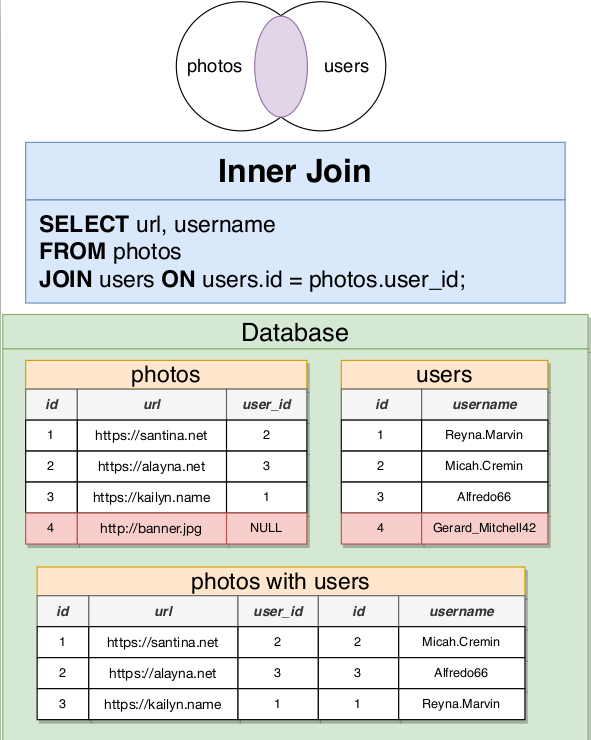 photos users
Inner Join
SELECT url, username
FROM photos
JOIN users ON users.id = photos.user_id;
Database
photos
id url user_id
1 https://santina.net 2
2 https://alayna.net 3
3 https://kailyn.name 1
4 http://banner.jpg NULL
users
id username
1 Reyna.Marvin
2 Micah.Cremin
3 Alfredo66
4 Gerard_Mitchell42
photos with users
id url user_id id username
1 https://santina.net 2 2 Micah.Cremin
2 https://alayna.net 3 3 Alfredo66
3 https://kailyn.name 1 1 Reyna.Marvin